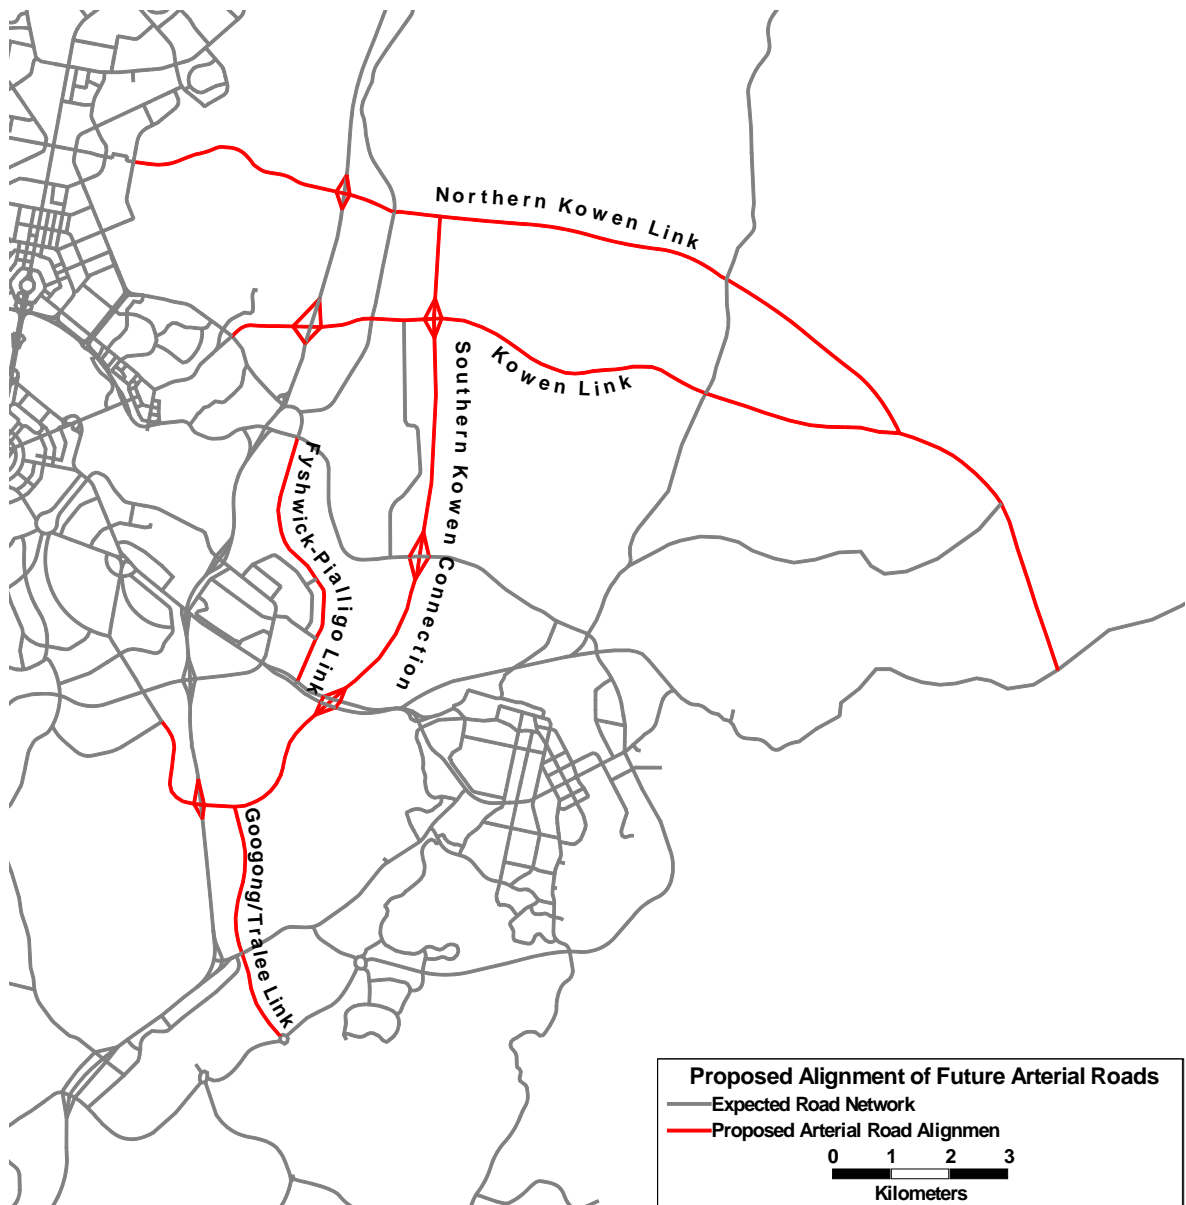 Northern Kowen Link
Kowen Link
Southern Kowen Connection
Fyshwick-Pialligo Link
Googong/Tralee Link
Proposed Alignment of Future Arterial Roads
Expected Road Network
Proposed Arterial Road Alignmen
0 1 2 3
Kilometers